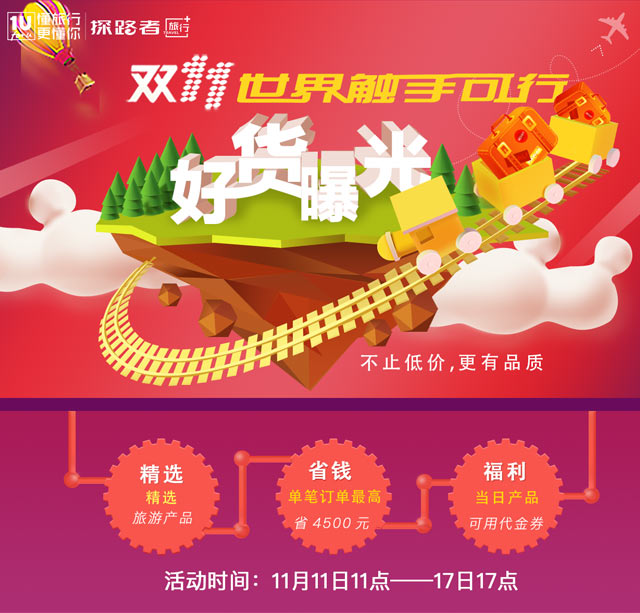 10
懂旅行
更懂你
探路者 旅行+
TRAVEL
双11 世界触手可行
好货曝光
不止低价,更有品质
精选
精选
旅游产品
省钱
单笔订单最高
省4500元
福利
当日产品
可用代金券
活动时间：11月11日11点——17日17点